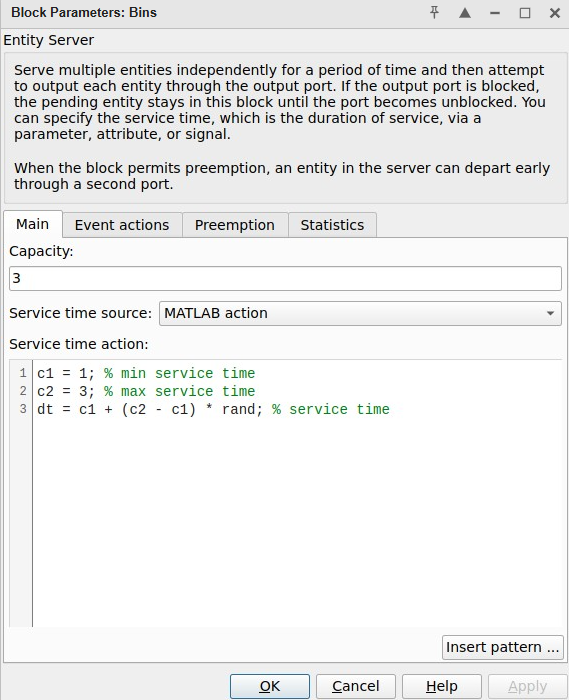 Block Parameters: Bins
Entity Server
Serve multiple entities independently for a period of time and then attempt
to output each entity through the output port. If the output port is blocked,
the pending entity stays in this block until the port becomes unblocked. You
can specify the service time, which is the duration of service, via a
parameter, attribute, or signal.
When the block permits preemption, an entity in the server can depart early
through a second port.
Main Event actions Preemption Statistics
Capacity:
3
Service time source: MATLAB action
Service time action:
1 c1 = 1; % min service time
2 c2 = 3; % max service time
3 dt = c1 + (c2 - c1) * rand; % service time
Insert pattern ...
OK Cancel Help Apply